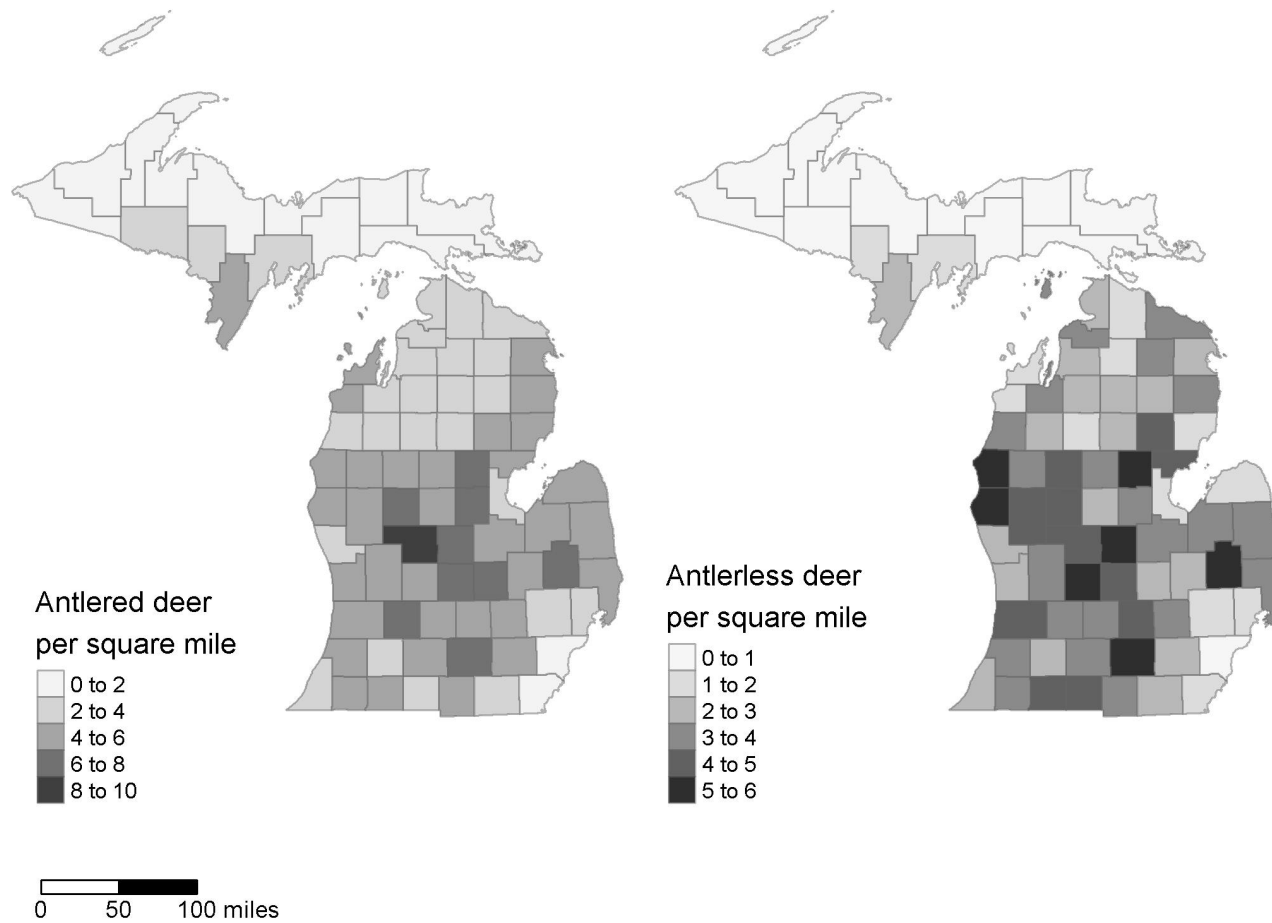 Antlered deer
per square mile
0 to 2
2 to 4
4 to 6
6 to 8
8 to 10
0 50 100 miles
Antlerless deer
per square mile
0 to 1
1 to 2
2 to 3
3 to 4
4 to 5
5 to 6